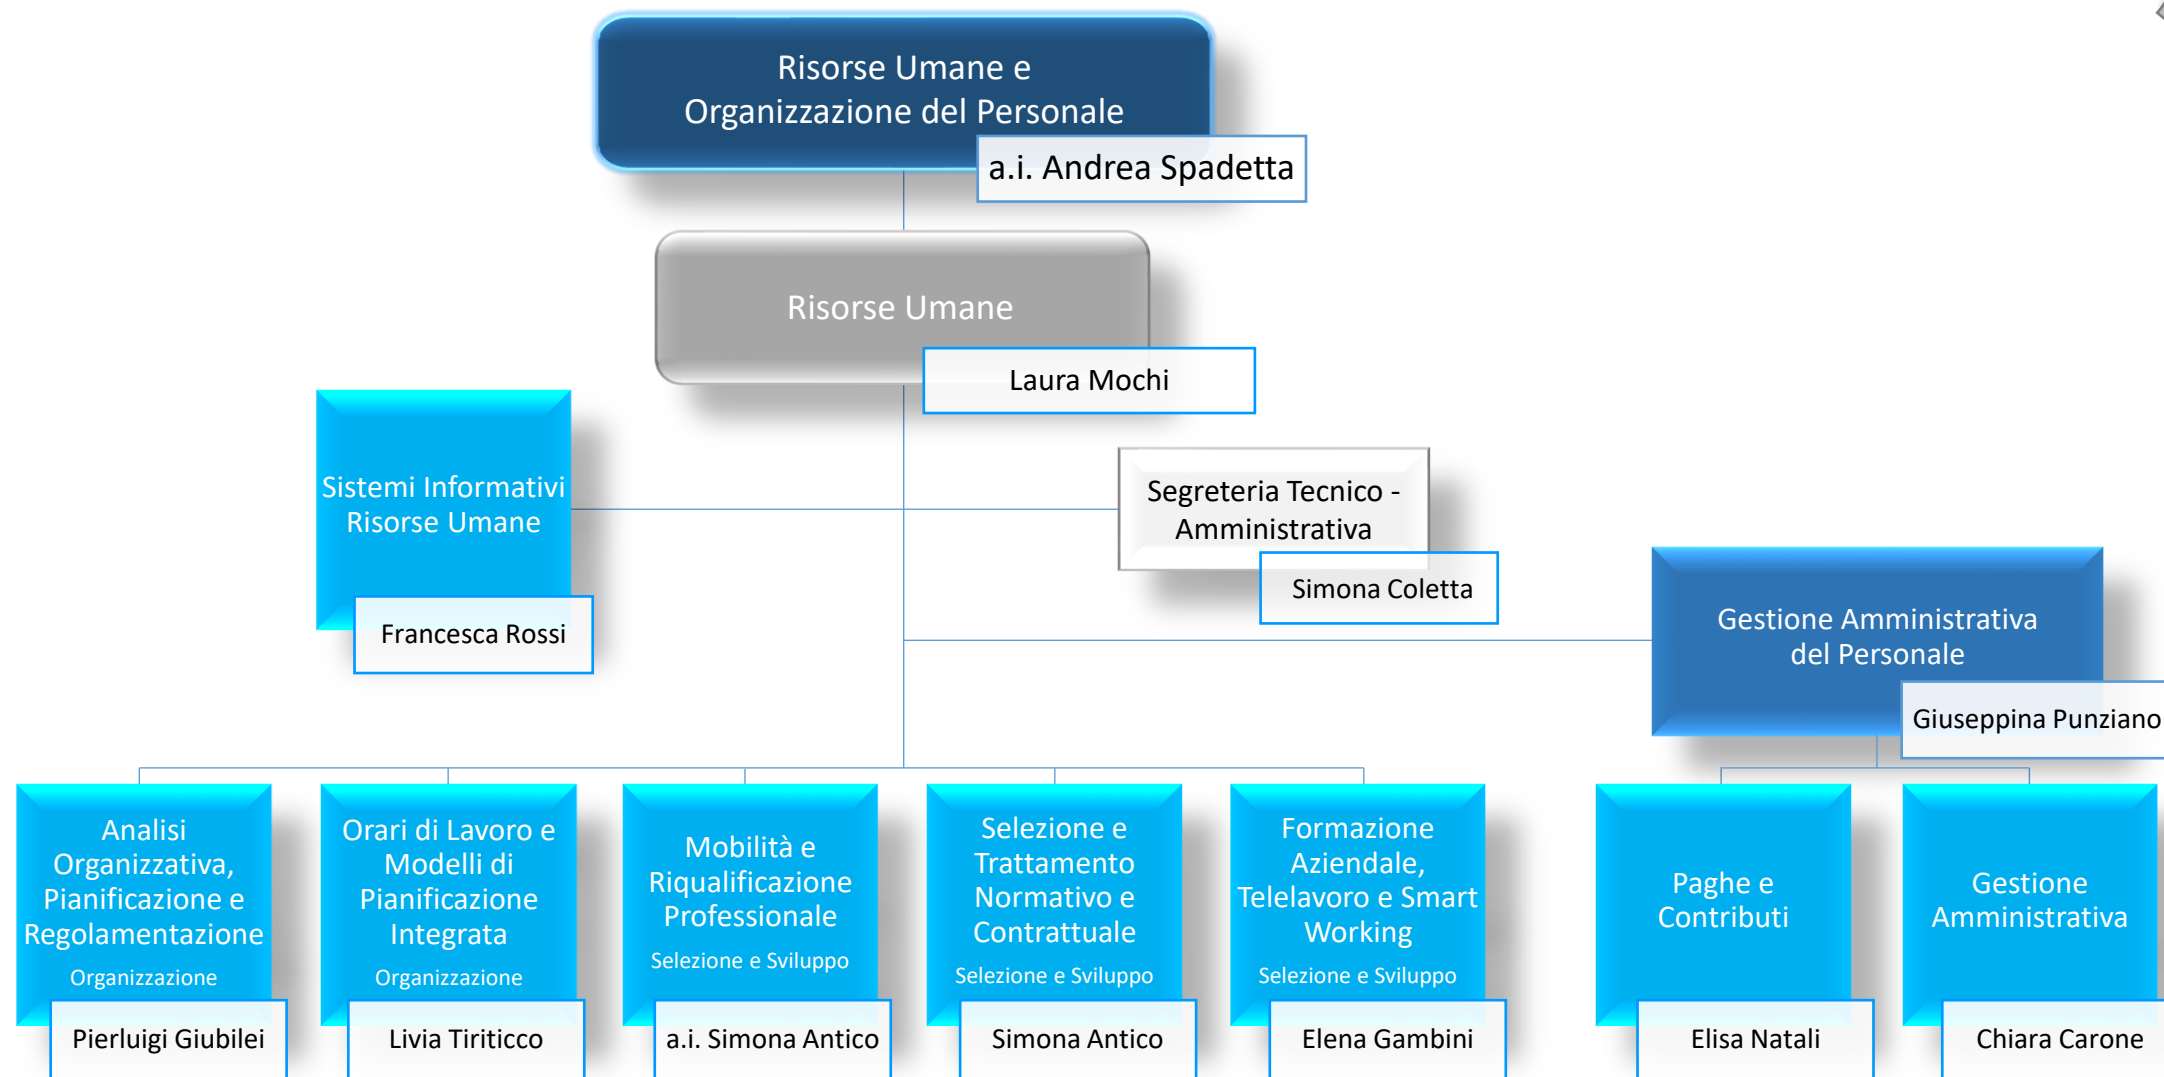 Risorse Umane e
Organizzazione del Personale
a.i. Andrea Spadetta
Risorse Umane
Laura Mochi
Sistemi Informativi
Risorse Umane
Francesca Rossi
Segreteria Tecnico -
Amministrativa
Simona Coletta
Gestione Amministrativa
del Personale
Giuseppina Punziano
Analisi
Organizzativa,
Pianificazione e
Regolamentazione
Organizzazione
Pierluigi Giubilei
Orari di Lavoro e
Modelli di
Pianificazione
Integrata
Organizzazione
Livia Tiriticco
Mobilità e
Riqualificazione
Professionale
Selezione e Sviluppo
a.i. Simona Antico
Selezione e
Trattamento
Normativo e
Contrattuale
Selezione e Sviluppo
Simona Antico
Formazione
Aziendale,
Telelavoro e Smart
Working
Selezione e Sviluppo
Elena Gambini
Paghe e
Contributi
Elisa Natali
Gestione
Amministrativa
Chiara Carone